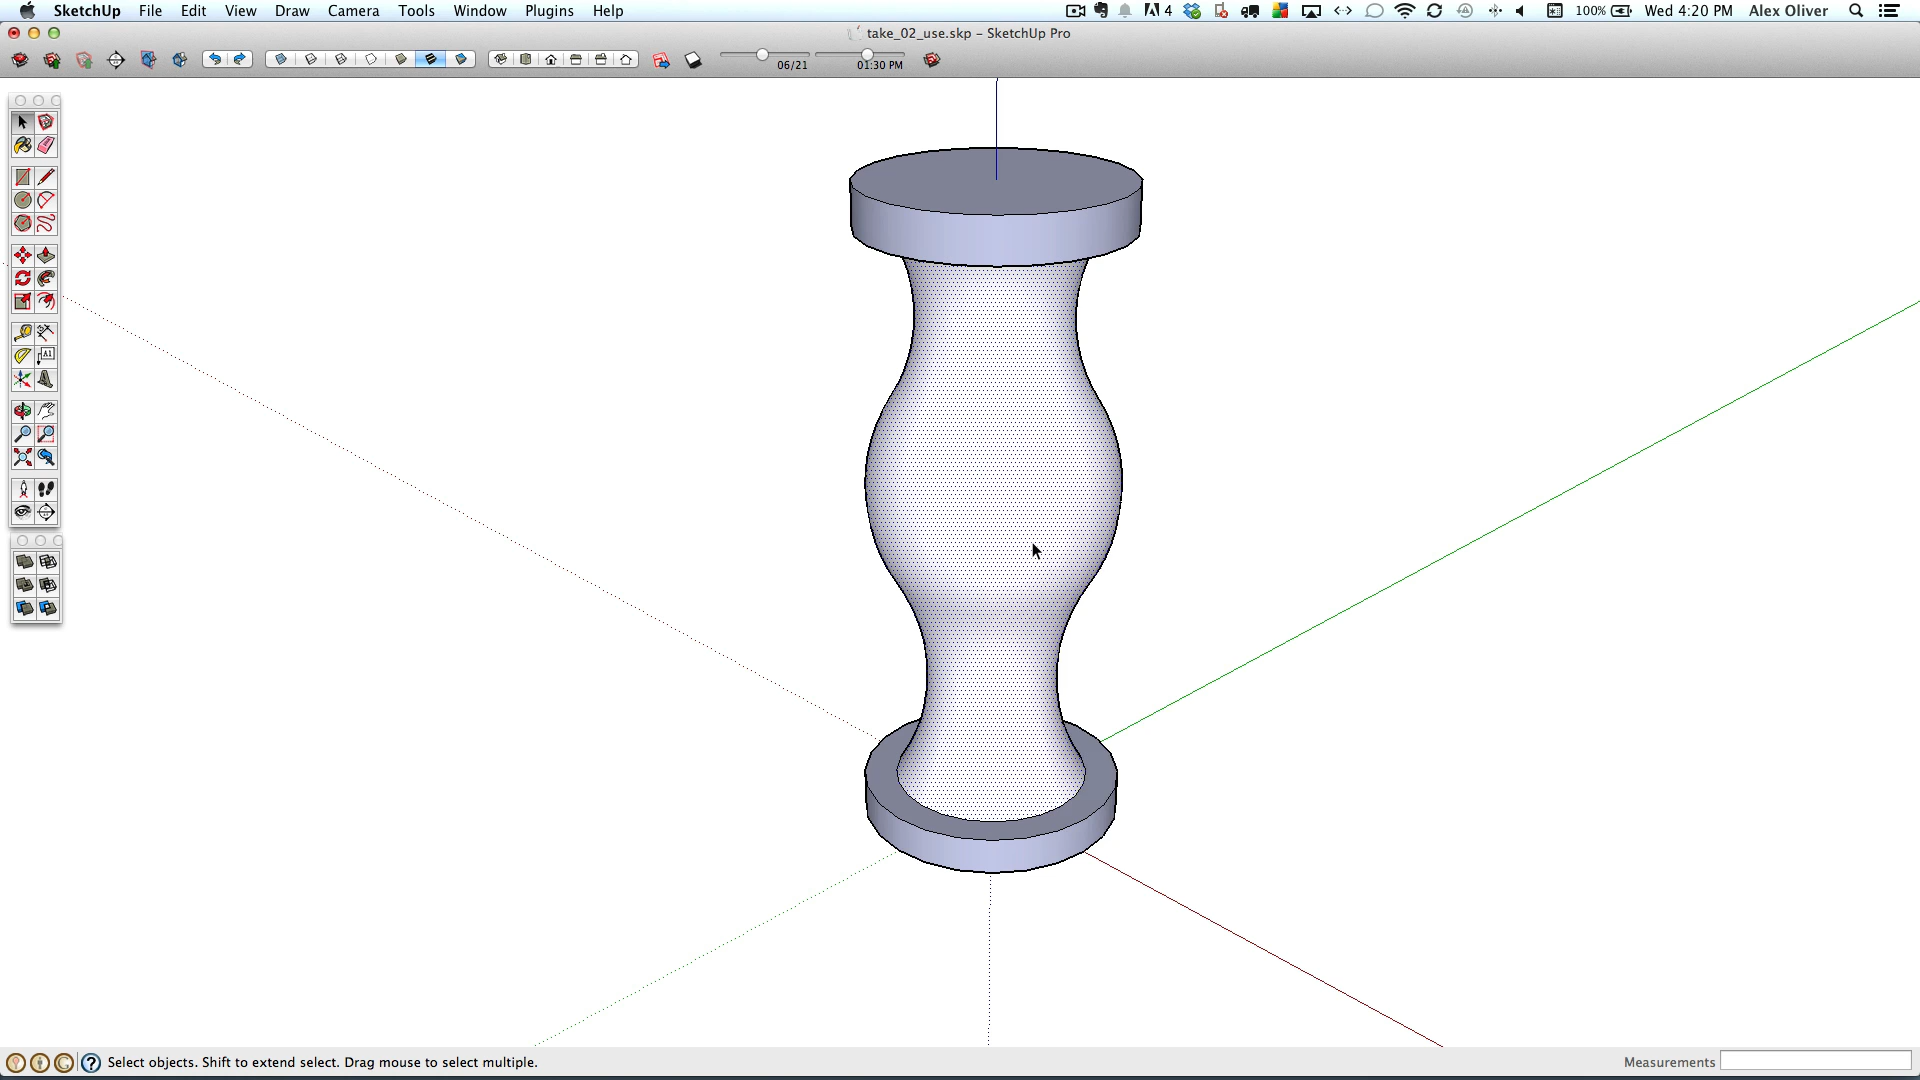 SketchUp File Edit View Draw Camera Tools Window Plugins Help 4 100% Wed 4:20 PM Alex Oliver
take_02_use.skp – SketchUp Pro
06/21 01:30 PM
A1
Select objects. Shift to extend select. Drag mouse to select multiple. Measurements